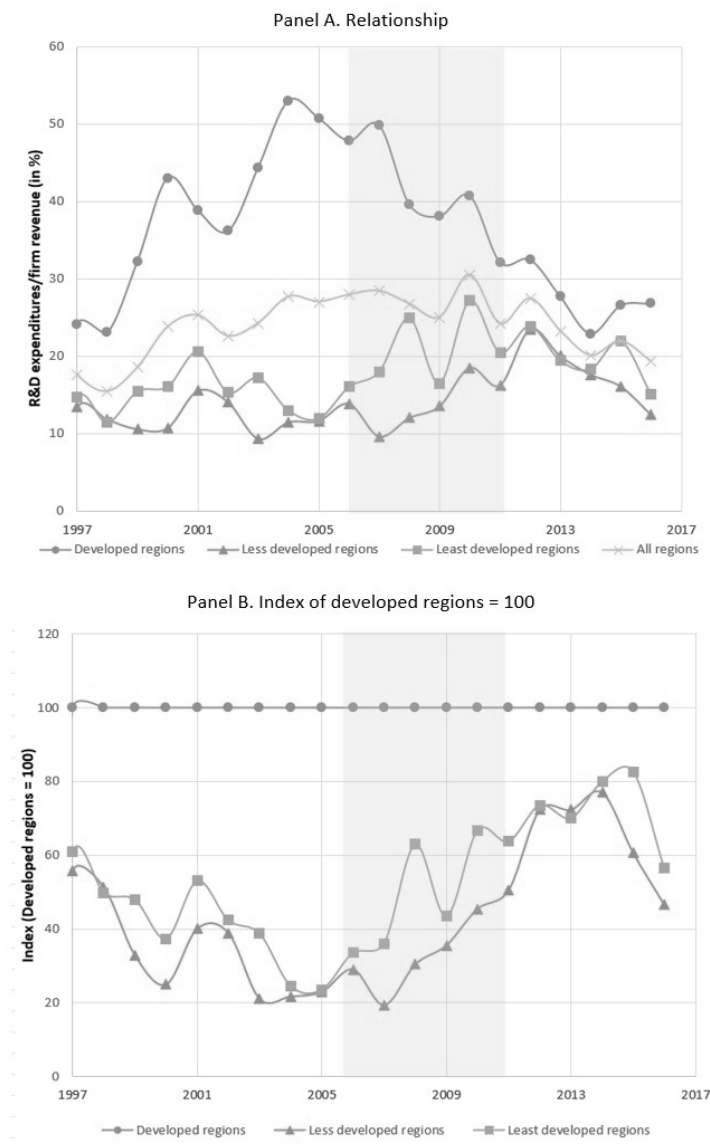 Panel A. Relationship
R&D expenditures/firm revenue (in %)
60
50
40
30
20
10
0
1997 2001 2005 2009 2013 2017
Developed regions Less developed regions Least developed regions All regions
Panel B. Index of developed regions = 100
Index (Developed regions = 100)
120
100
80
60
40
20
0
1997 2001 2005 2009 2013 2017
Developed regions Less developed regions Least developed regions